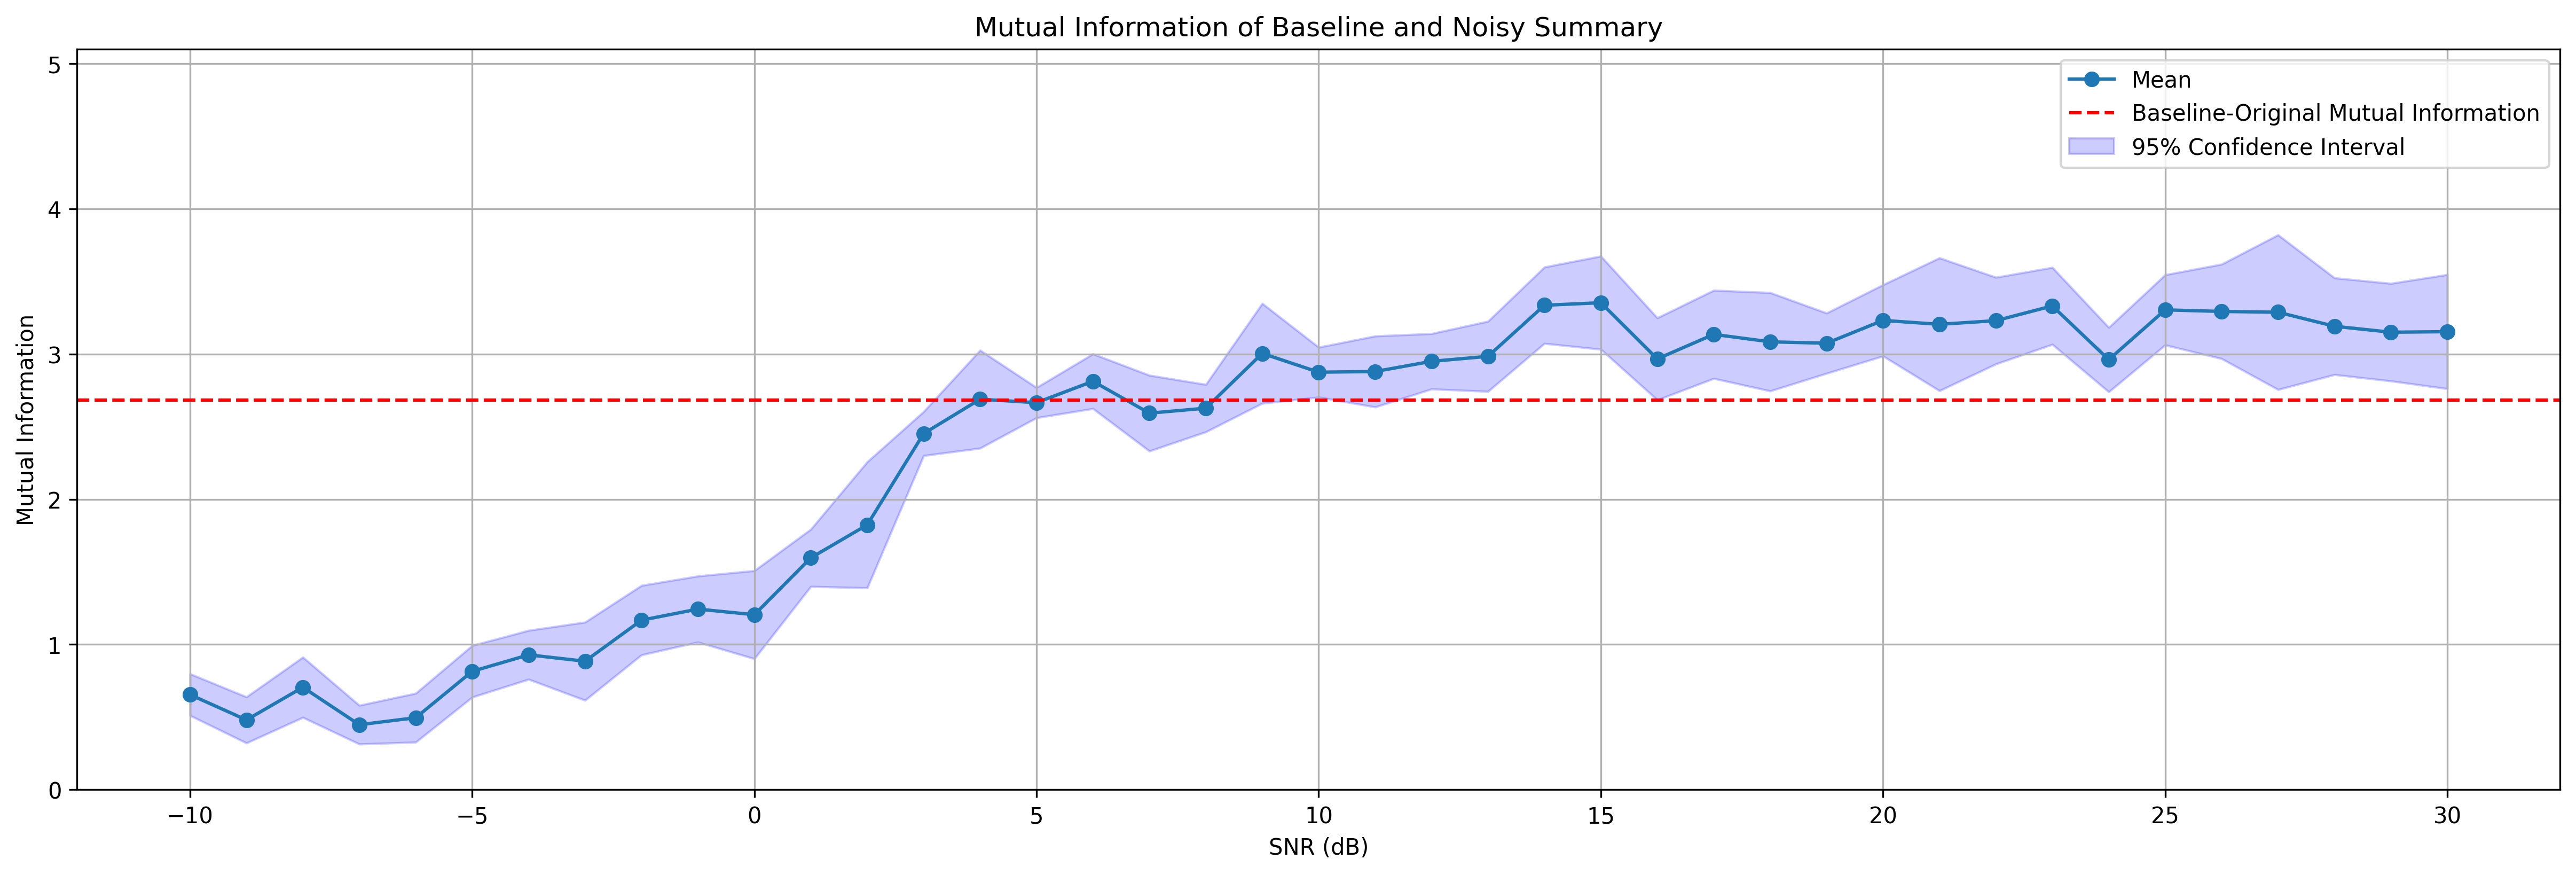 Mutual Information of Baseline and Noisy Summary
Mean
Baseline-Original Mutual Information
95% Confidence Interval
Mutual Information
5
4
3
2
1
0
−10 −5 0 5 10 15 20 25 30
SNR (dB)